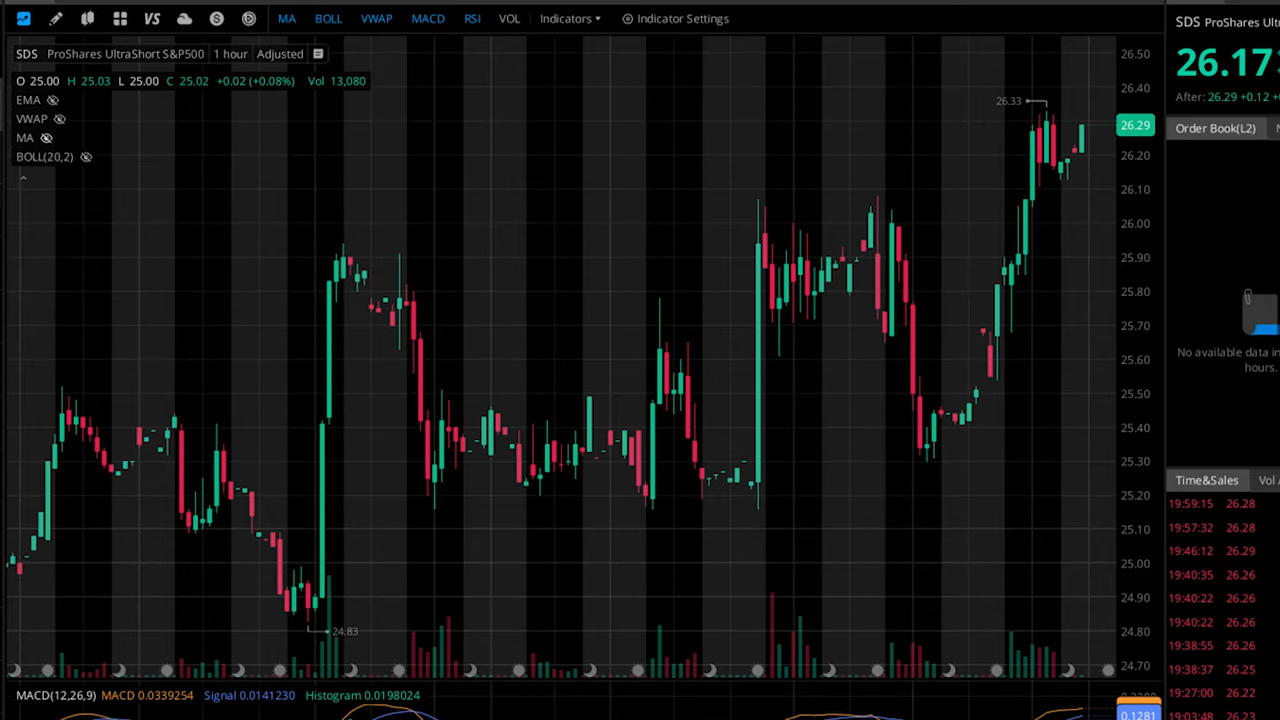 VS MA BOLL VWAP MACD RSI VOL Indicators Indicator Settings
SDS ProShares UltraShort S&P500 1 hour Adjusted
O 25.00 H 25.03 L 25.00 C 25.02 +0.02 (+0.08%) Vol 13,080
EMA
VWAP
MA
BOLL(20,2)
26.33
24.83
26.50
26.40
26.29
26.20
26.10
26.00
25.90
25.80
25.70
25.60
25.50
25.40
25.30
25.20
25.10
25.00
24.90
24.80
24.70
MACD(12,26,9) MACD 0.0339254 Signal 0.0141230 Histogram 0.0198024
0.1281
SDS ProShares
26.17
After: 26.29 +0.12
Order Book(L2)
No available data in
hours.
Time&Sales Vol
19:59:15 26.28
19:57:32 26.28
19:46:12 26.29
19:40:35 26.26
19:40:22 26.26
19:40:22 26.26
19:38:55 26.26
19:38:37 26.25
19:27:00 26.22
19:03:48 26.23